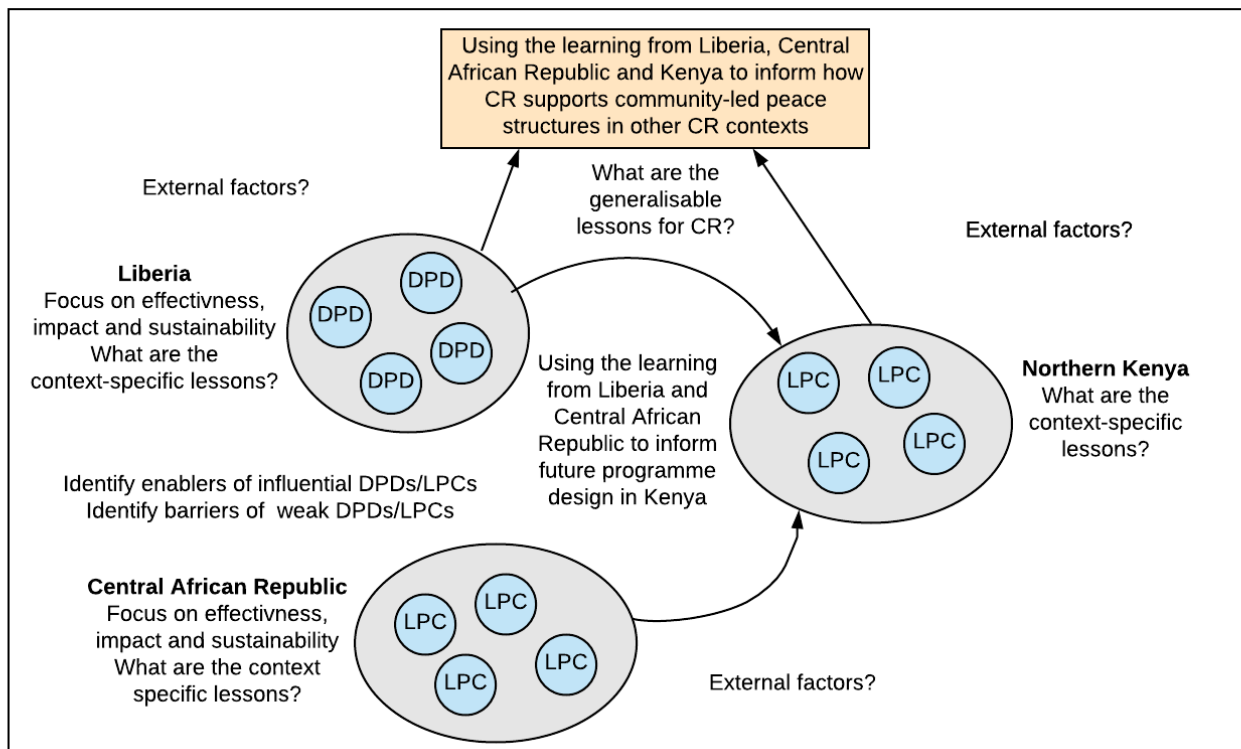 Using the learning from Liberia, Central
African Republic and Kenya to inform how
CR supports community-led peace
structures in other CR contexts
External factors?
What are the
generalisable
lessons for CR?
External factors?
Liberia
Focus on effectivness,
impact and sustainability
What are the
context-specific lessons?
DPD
DPD
DPD
DPD
Using the learning
from Liberia and
Central African
Republic to inform
future programme
design in Kenya
LPC
LPC
LPC
LPC
Northern Kenya
What are the
context-specific
lessons?
Identify enablers of influential DPDs/LPCs
Identify barriers of weak DPDs/LPCs
Central African Republic
Focus on effectivness,
impact and sustainability
What are the context
specific lessons?
LPC
LPC
LPC
LPC
External factors?